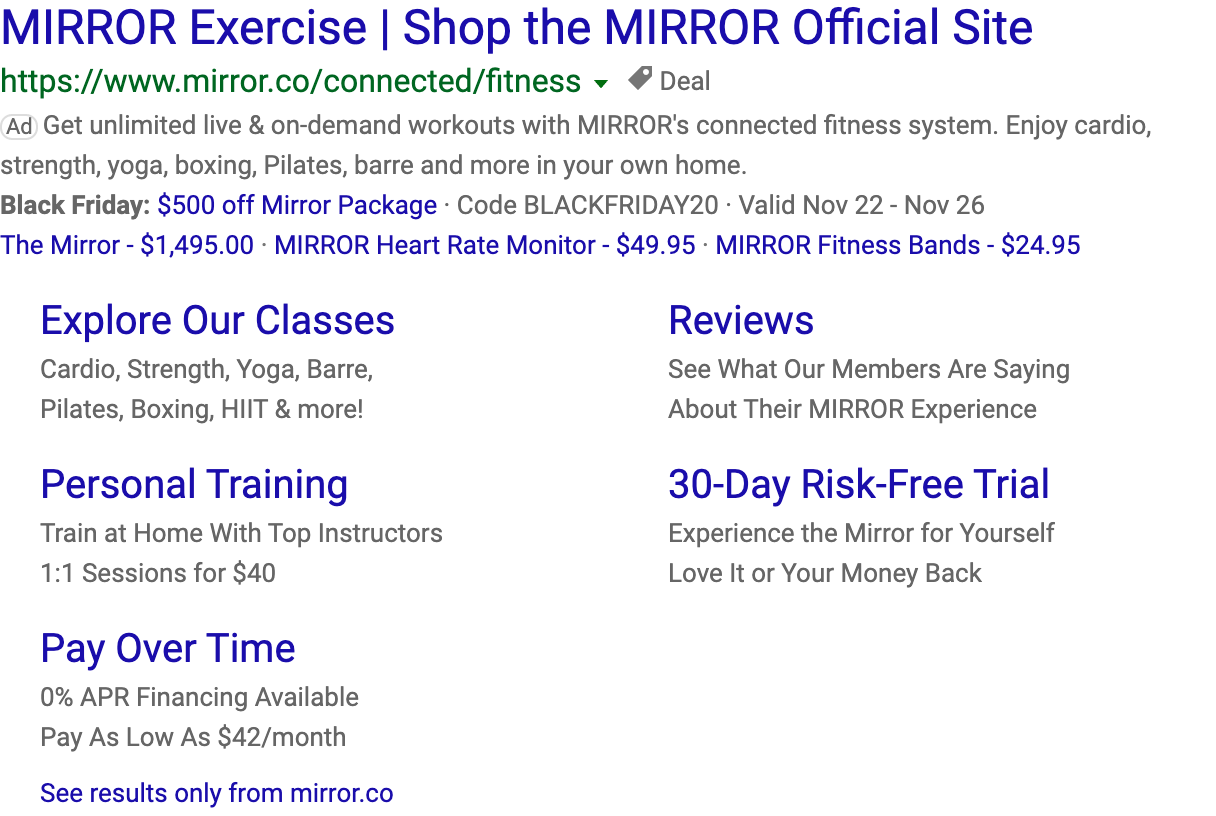 MIRROR Exercise | Shop the MIRROR Official Site
https://www.mirror.co/connected/fitness Deal
Ad Get unlimited live & on-demand workouts with MIRROR's connected fitness system. Enjoy cardio,
strength, yoga, boxing, Pilates, barre and more in your own home.
Black Friday: $500 off Mirror Package · Code BLACKFRIDAY20 · Valid Nov 22 - Nov 26
The Mirror - $1,495.00 · MIRROR Heart Rate Monitor - $49.95 · MIRROR Fitness Bands - $24.95
Explore Our Classes
Cardio, Strength, Yoga, Barre,
Pilates, Boxing, HIIT & more!
Reviews
See What Our Members Are Saying
About Their MIRROR Experience
Personal Training
Train at Home With Top Instructors
1:1 Sessions for $40
30-Day Risk-Free Trial
Experience the Mirror for Yourself
Love It or Your Money Back
Pay Over Time
0% APR Financing Available
Pay As Low As $42/month
See results only from mirror.co